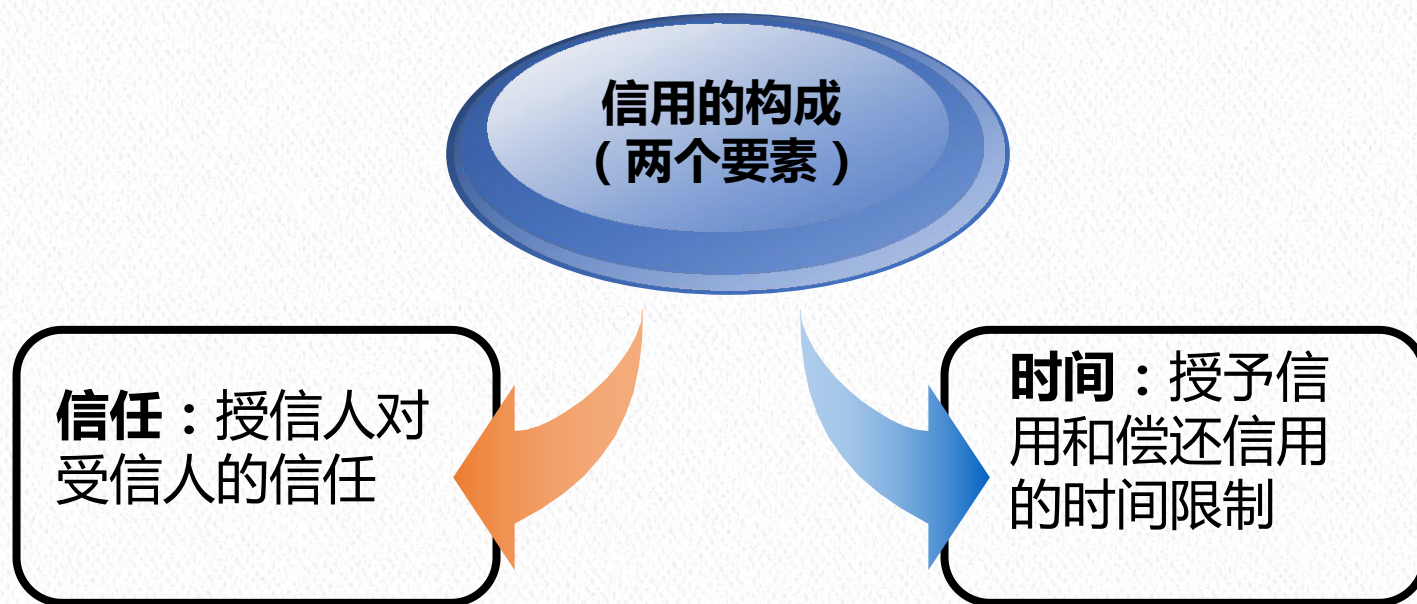 信用的构成
（两个要素）
信任：授信人对
受信人的信任
时间：授予信
用和偿还信用
的时间限制